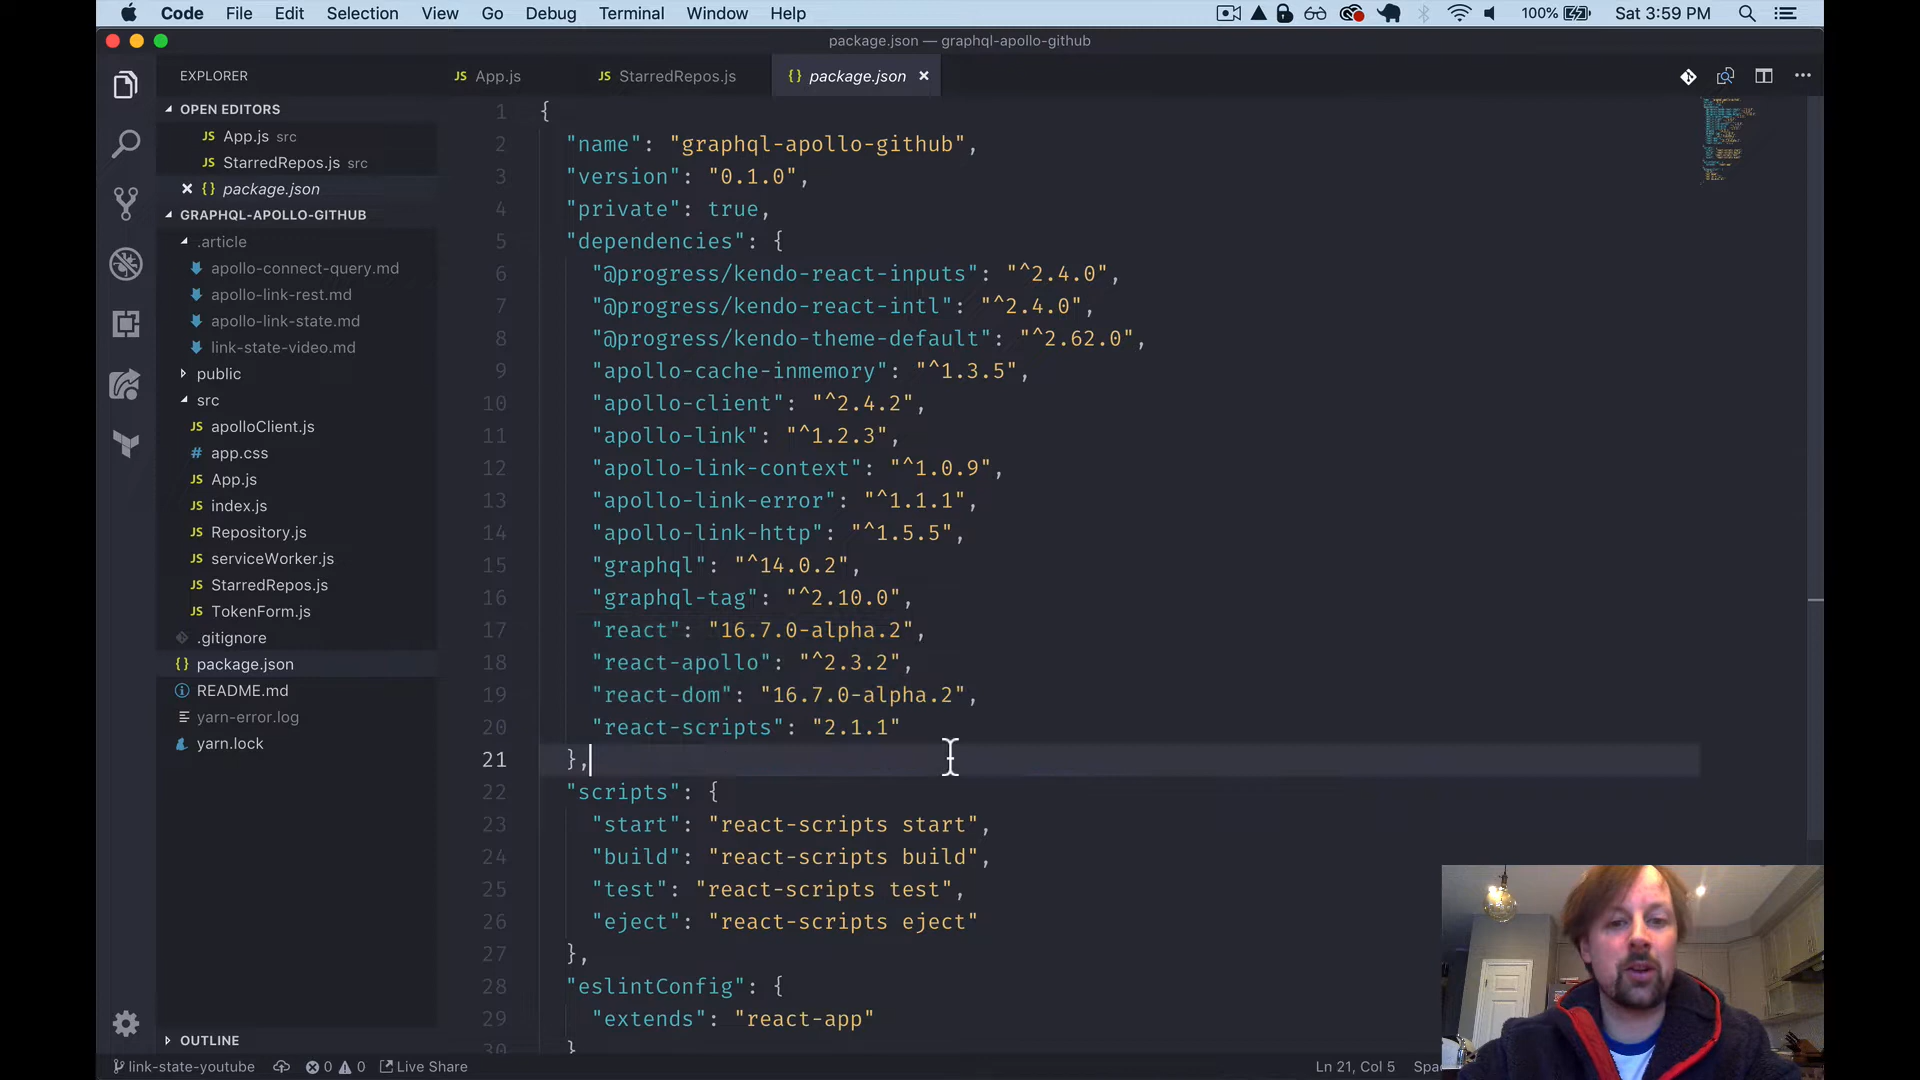 Code File Edit Selection View Go Debug Terminal Window Help 100% Sat 3:59 PM
package.json — graphql-apollo-github
EXPLORER
OPEN EDITORS
JS App.js src
JS StarredRepos.js src
{} package.json
GRAPHQL-APOLLO-GITHUB
.article
apollo-connect-query.md
apollo-link-rest.md
apollo-link-state.md
link-state-video.md
public
src
JS apolloClient.js
# app.css
JS App.js
JS index.js
JS Repository.js
JS serviceWorker.js
JS StarredRepos.js
JS TokenForm.js
.gitignore
{} package.json
README.md
yarn-error.log
yarn.lock
OUTLINE
JS App.js JS StarredRepos.js {} package.json
1 {
2 "name": "graphql-apollo-github",
3 "version": "0.1.0",
4 "private": true,
5 "dependencies": {
6 "@progress/kendo-react-inputs": "^2.4.0",
7 "@progress/kendo-react-intl": "^2.4.0",
8 "@progress/kendo-theme-default": "^2.62.0",
9 "apollo-cache-inmemory": "^1.3.5",
10 "apollo-client": "^2.4.2",
11 "apollo-link": "^1.2.3",
12 "apollo-link-context": "^1.0.9",
13 "apollo-link-error": "^1.1.1",
14 "apollo-link-http": "^1.5.5",
15 "graphql": "^14.0.2",
16 "graphql-tag": "^2.10.0",
17 "react": "16.7.0-alpha.2",
18 "react-apollo": "^2.3.2",
19 "react-dom": "16.7.0-alpha.2",
20 "react-scripts": "2.1.1"
21 },
22 "scripts": {
23 "start": "react-scripts start",
24 "build": "react-scripts build",
25 "test": "react-scripts test",
26 "eject": "react-scripts eject"
27 },
28 "eslintConfig": {
29 "extends": "react-app"
30 }
link-state-youtube 0 0 Live Share Ln 21, Col 5